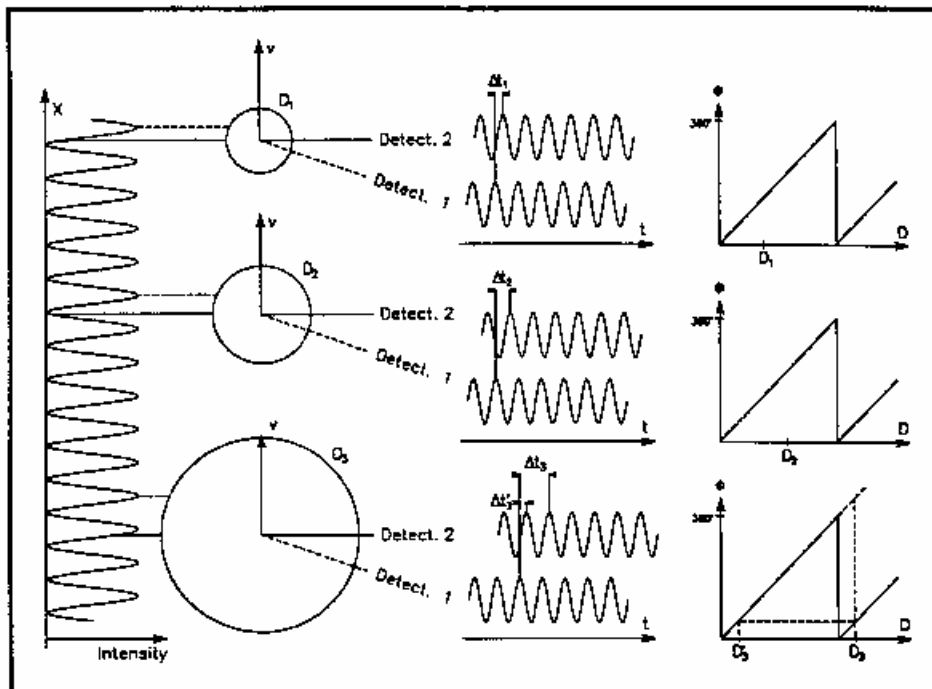 X
v
D₁
Detect. 2
Detect. 1
Δt₁
t
Φ
360°
D
D₁
v
D₂
Detect. 2
Detect. 1
Δt₂
t
Φ
360°
D
D₂
v
D₃
Detect. 2
Detect. 1
Δt₃
t
Φ
360°
D
D₃
Intensity